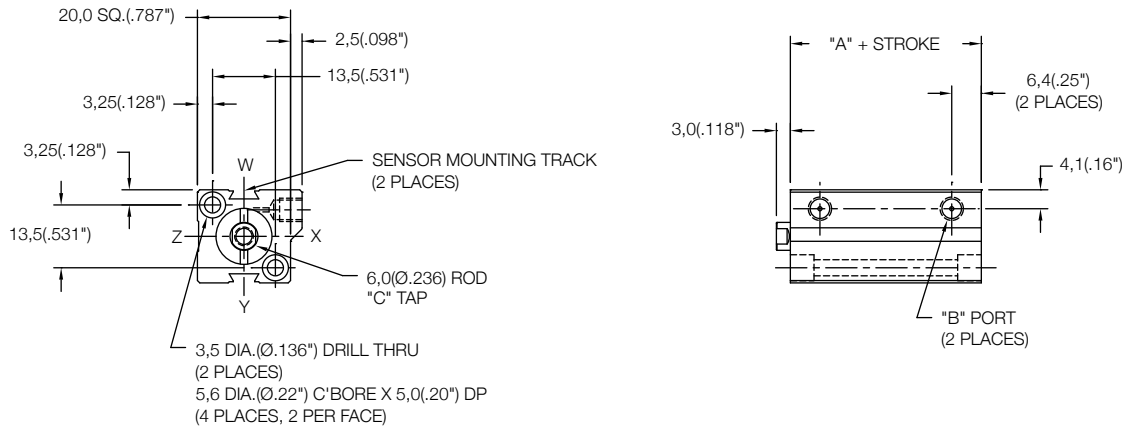 20,0 SQ.(.787")
2,5(.098")
13,5(.531")
3,25(.128")
3,25(.128")
W
SENSOR MOUNTING TRACK
(2 PLACES)
13,5(.531")
Z
X
6,0(Ø.236) ROD
"C" TAP
Y
3,5 DIA.(Ø.136") DRILL THRU
(2 PLACES)
5,6 DIA.(Ø.22") C'BORE X 5,0(.20") DP
(4 PLACES, 2 PER FACE)
"A" + STROKE
6,4(.25")
(2 PLACES)
3,0(.118")
4,1(.16")
"B" PORT
(2 PLACES)